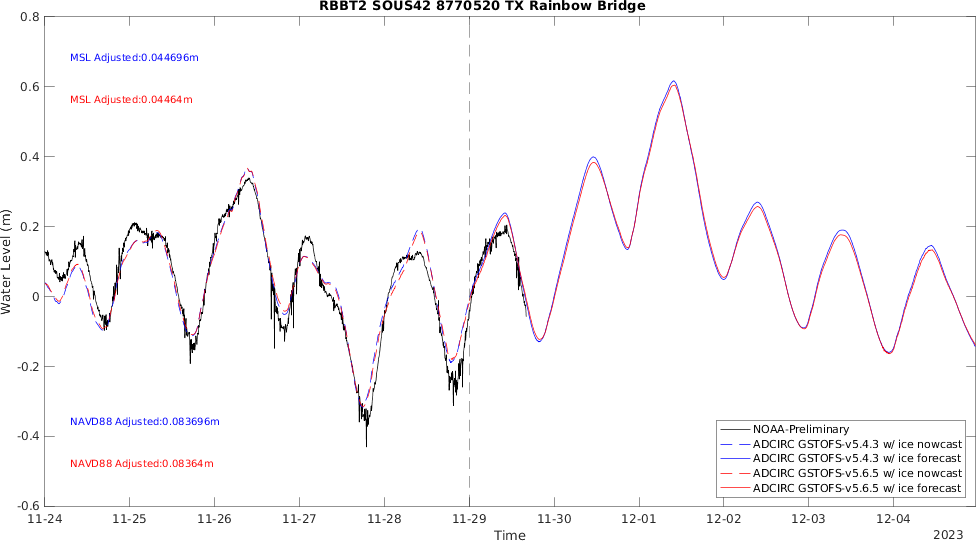 RBBT2 SOUS42 8770520 TX Rainbow Bridge
0.8
0.6
0.4
0.2
0
-0.2
-0.4
-0.6
Water Level (m)
MSL Adjusted:0.044696m
MSL Adjusted:0.04464m
NAVD88 Adjusted:0.083696m
NAVD88 Adjusted:0.08364m
NOAA-Preliminary
ADCIRC GSTOFS-v5.4.3 w/ ice nowcast
ADCIRC GSTOFS-v5.4.3 w/ ice forecast
ADCIRC GSTOFS-v5.6.5 w/ ice nowcast
ADCIRC GSTOFS-v5.6.5 w/ ice forecast
11-24 11-25 11-26 11-27 11-28 11-29 11-30 12-01 12-02 12-03 12-04
Time
2023